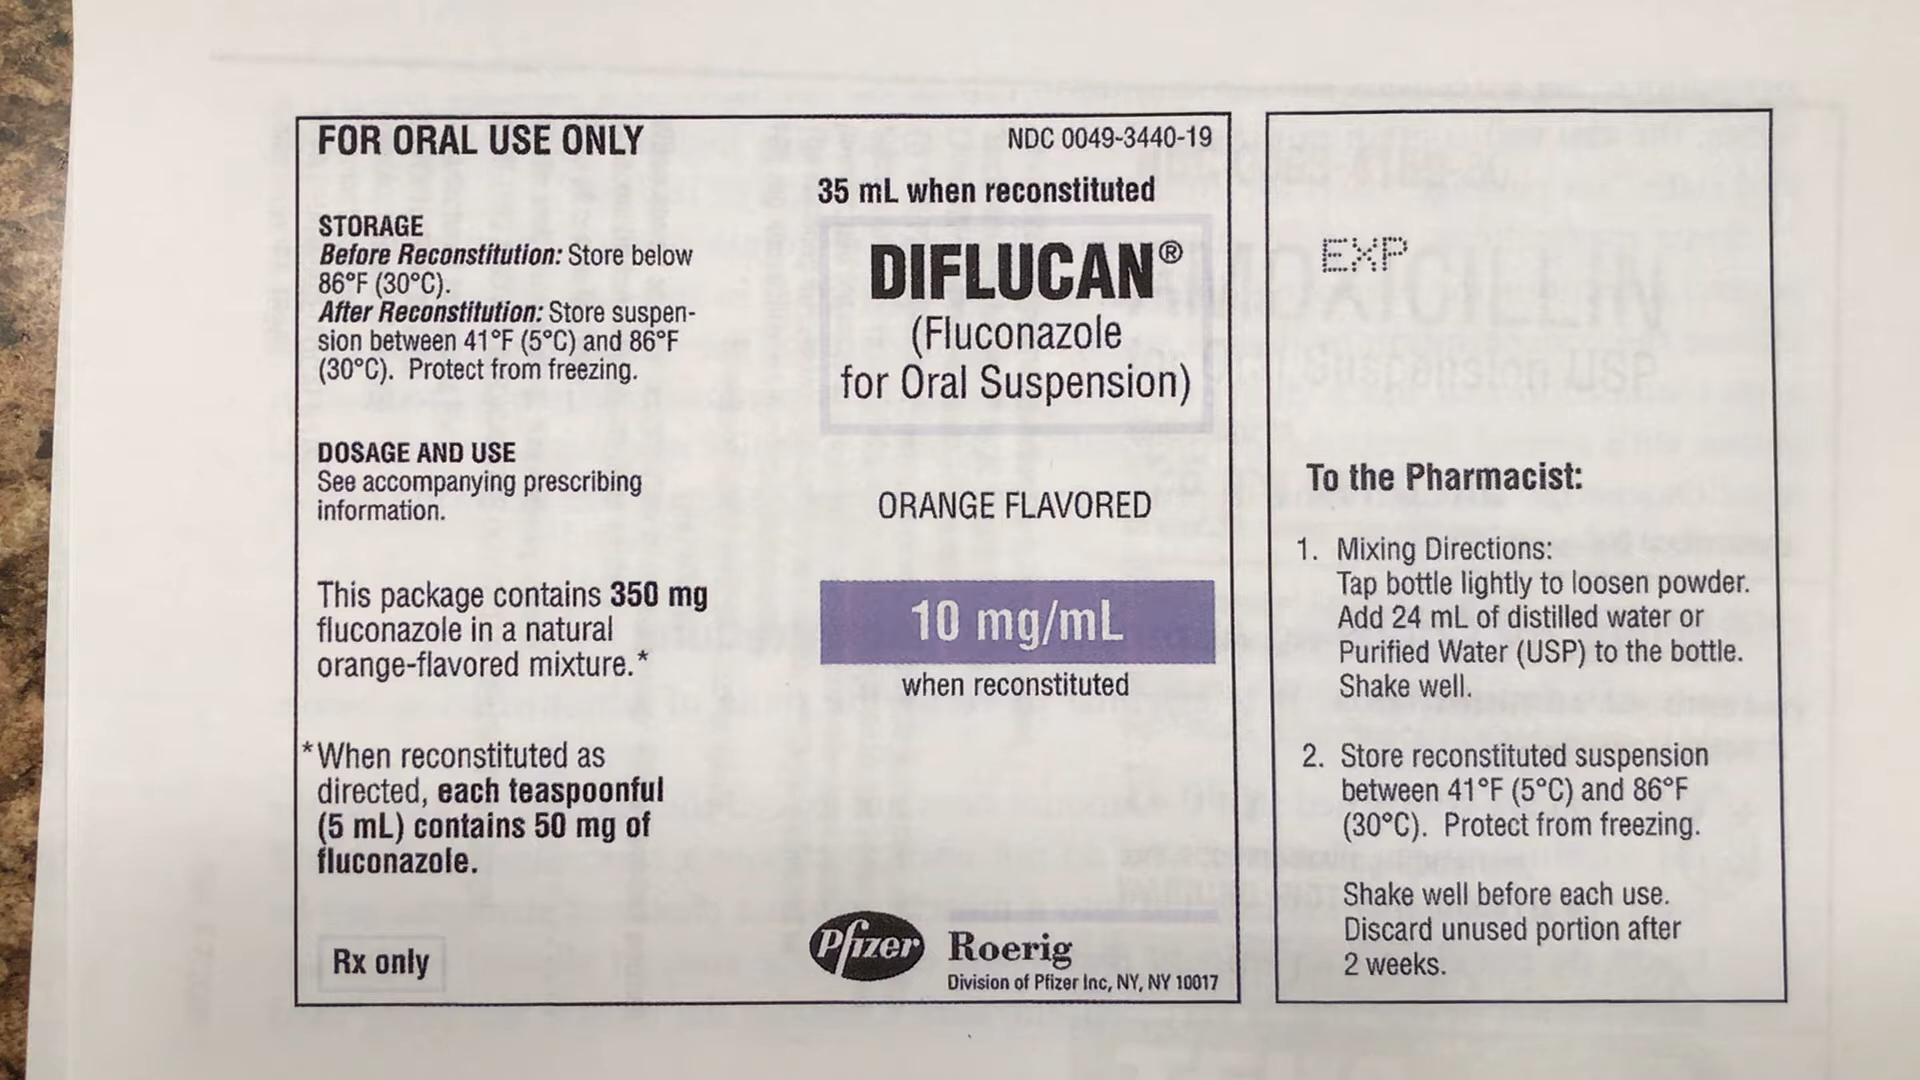 FOR ORAL USE ONLY
STORAGE
Before Reconstitution: Store below
86°F (30°C).
After Reconstitution: Store suspen-
sion between 41°F (5°C) and 86°F
(30°C). Protect from freezing.
DOSAGE AND USE
See accompanying prescribing
information.
This package contains 350 mg
fluconazole in a natural
orange-flavored mixture.*
*When reconstituted as
directed, each teaspoonful
(5 mL) contains 50 mg of
fluconazole.
Rx only
NDC 0049-3440-19
35 mL when reconstituted
DIFLUCAN®
(Fluconazole
for Oral Suspension)
ORANGE FLAVORED
10 mg/mL
when reconstituted
Pfizer Roerig
Division of Pfizer Inc, NY, NY 10017
EXP
To the Pharmacist:
1. Mixing Directions:
Tap bottle lightly to loosen powder.
Add 24 mL of distilled water or
Purified Water (USP) to the bottle.
Shake well.
2. Store reconstituted suspension
between 41°F (5°C) and 86°F
(30°C). Protect from freezing.
Shake well before each use.
Discard unused portion after
2 weeks.